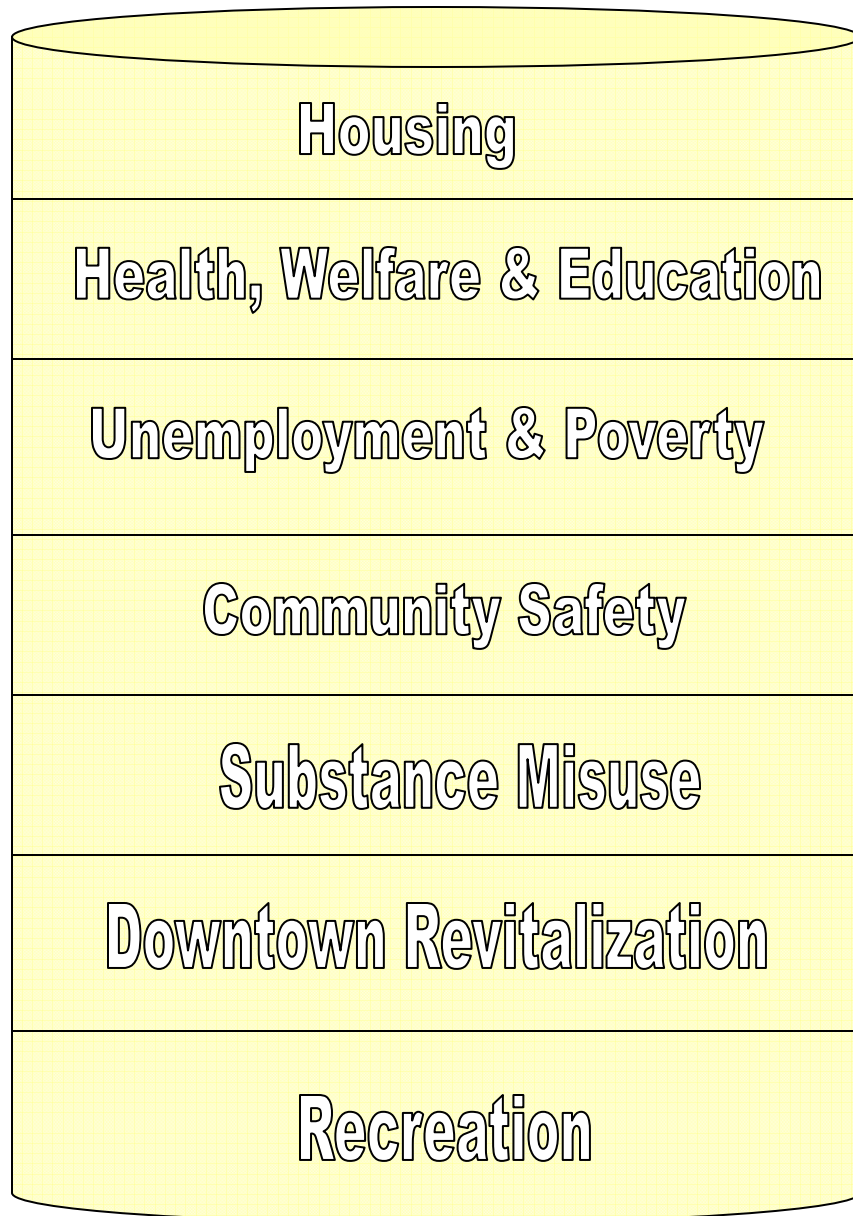 Housing
Health, Welfare & Education
Unemployment & Poverty
Community Safety
Substance Misuse
Downtown Revitalization
Recreation